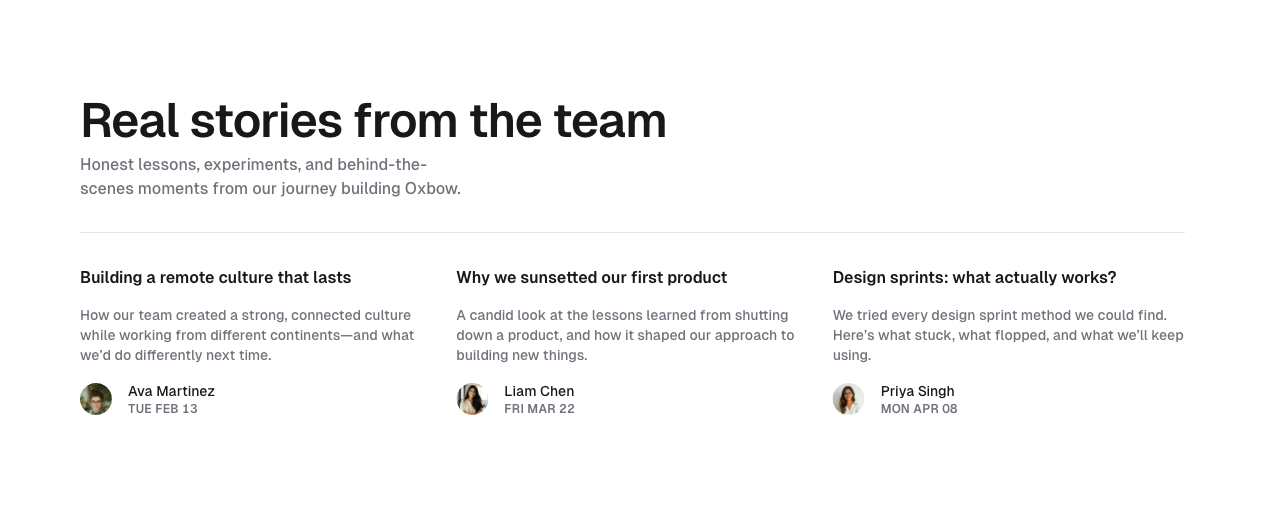 Real stories from the team
Honest lessons, experiments, and behind-the-
scenes moments from our journey building Oxbow.
Building a remote culture that lasts
How our team created a strong, connected culture
while working from different continents—and what
we’d do differently next time.
Ava Martinez
TUE FEB 13
Why we sunsetted our first product
A candid look at the lessons learned from shutting
down a product, and how it shaped our approach to
building new things.
Liam Chen
FRI MAR 22
Design sprints: what actually works?
We tried every design sprint method we could find.
Here’s what stuck, what flopped, and what we’ll keep
using.
Priya Singh
MON APR 08